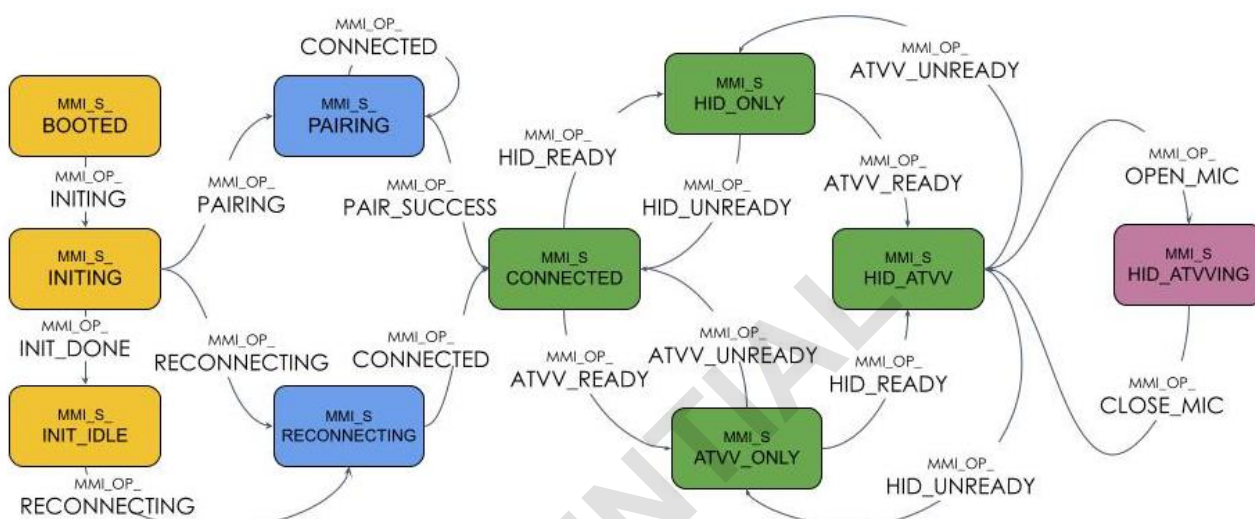 MMI_S_
BOOTED
MMI_OP_
INITING
MMI_S_
INITING
MMI_OP_
INIT_DONE
MMI_S_
INIT_IDLE
MMI_OP_
RECONNECTING
MMI_OP_
PAIRING
MMI_OP_
RECONNECTING
MMI_OP_
CONNECTED
MMI_S_
PAIRING
MMI_OP_
PAIR_SUCCESS
MMI_OP_
CONNECTED
MMI_S
RECONNECTING
MMI_S
CONNECTED
MMI_OP_
HID_READY
MMI_OP_
HID_UNREADY
MMI_OP_
ATVV_READY
MMI_OP_
ATVV_UNREADY
MMI_S
HID_ONLY
MMI_OP_
ATVV_READY
MMI_S
HID_ATVV
MMI_OP_
HID_READY
MMI_S
ATVV_ONLY
MMI_OP_
ATVV_UNREADY
MMI_OP_
HID_UNREADY
MMI_OP_
OPEN_MIC
MMI_S
HID_ATVVING
MMI_OP_
CLOSE_MIC
ENTIAL